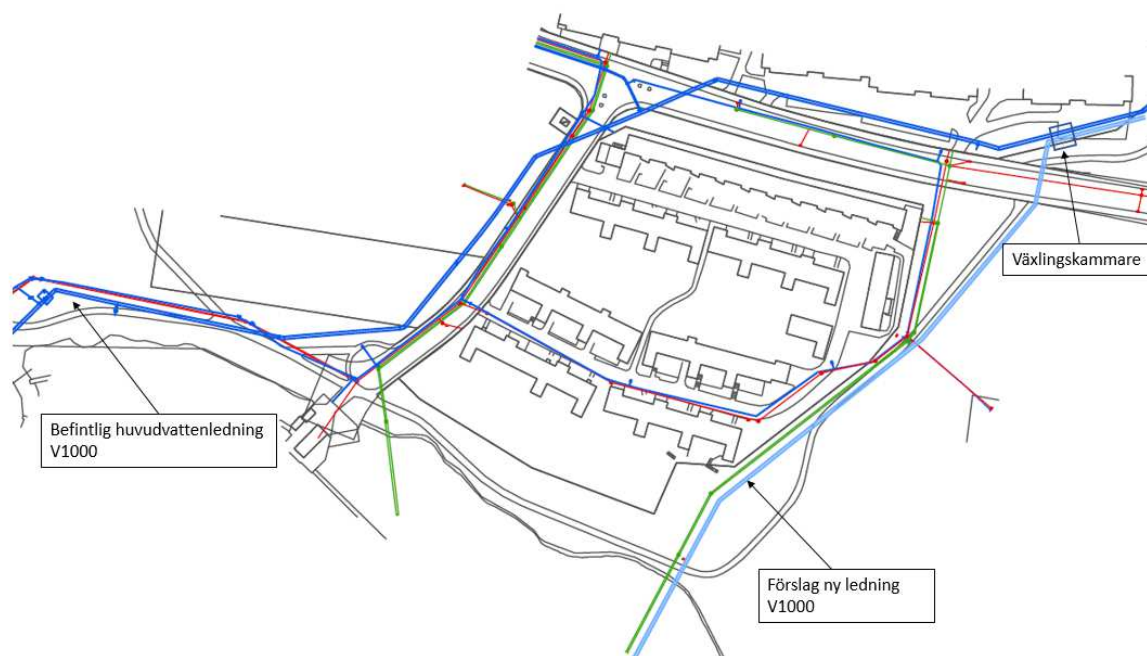 Växlingskammare
Befintlig huvudvattenledning
V1000
Förslag ny ledning
V1000